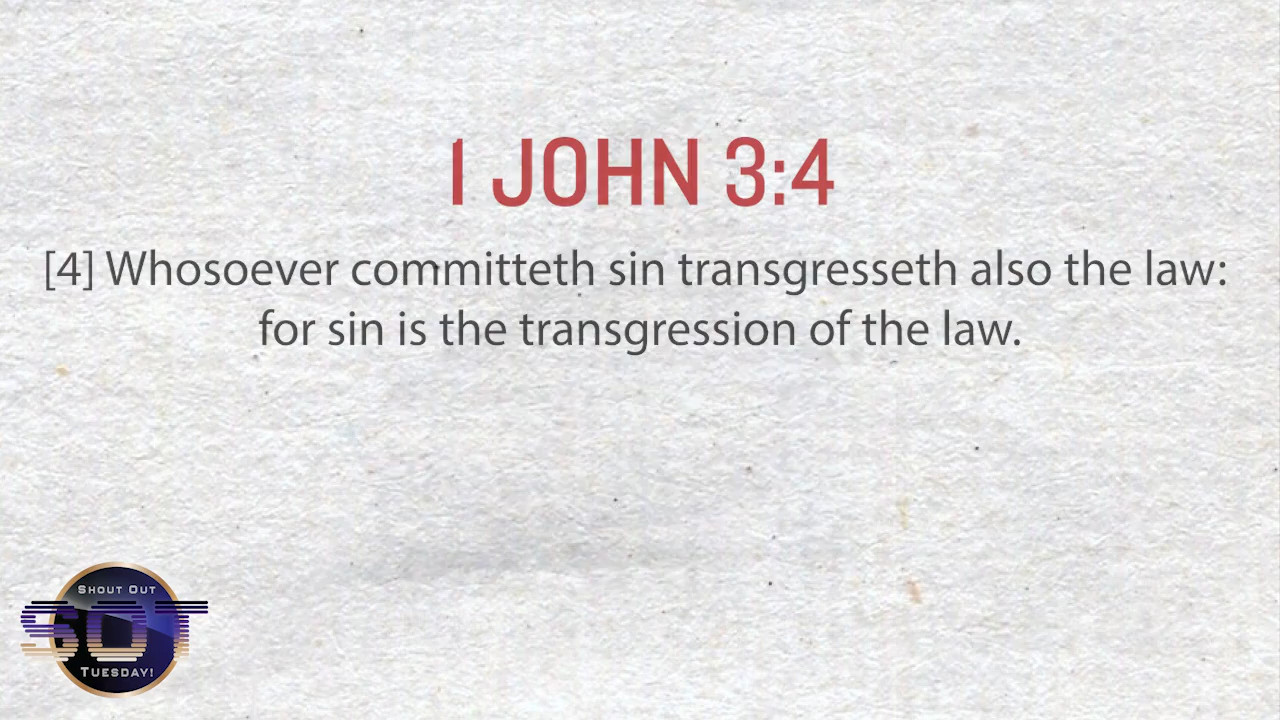 1 JOHN 3:4
[4] Whosoever committeth sin transgresseth also the law:
for sin is the transgression of the law.
SHOUT OUT
SOT
TUESDAY!